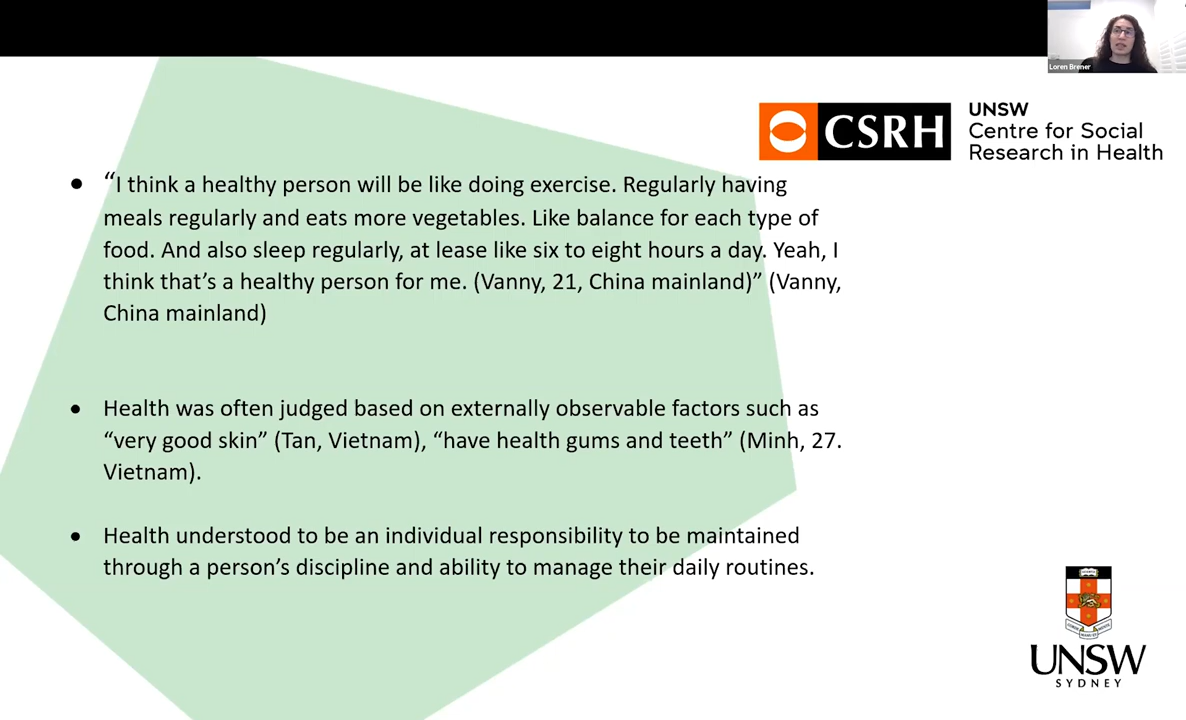 Loren Brener
CSRH
UNSW
Centre for Social
Research in Health
● “I think a healthy person will be like doing exercise. Regularly having
meals regularly and eats more vegetables. Like balance for each type of
food. And also sleep regularly, at lease like six to eight hours a day. Yeah, I
think that’s a healthy person for me. (Vanny, 21, China mainland)” (Vanny,
China mainland)
● Health was often judged based on externally observable factors such as
“very good skin” (Tan, Vietnam), “have health gums and teeth” (Minh, 27.
Vietnam).
● Health understood to be an individual responsibility to be maintained
through a person’s discipline and ability to manage their daily routines.
UNSW
SYDNEY